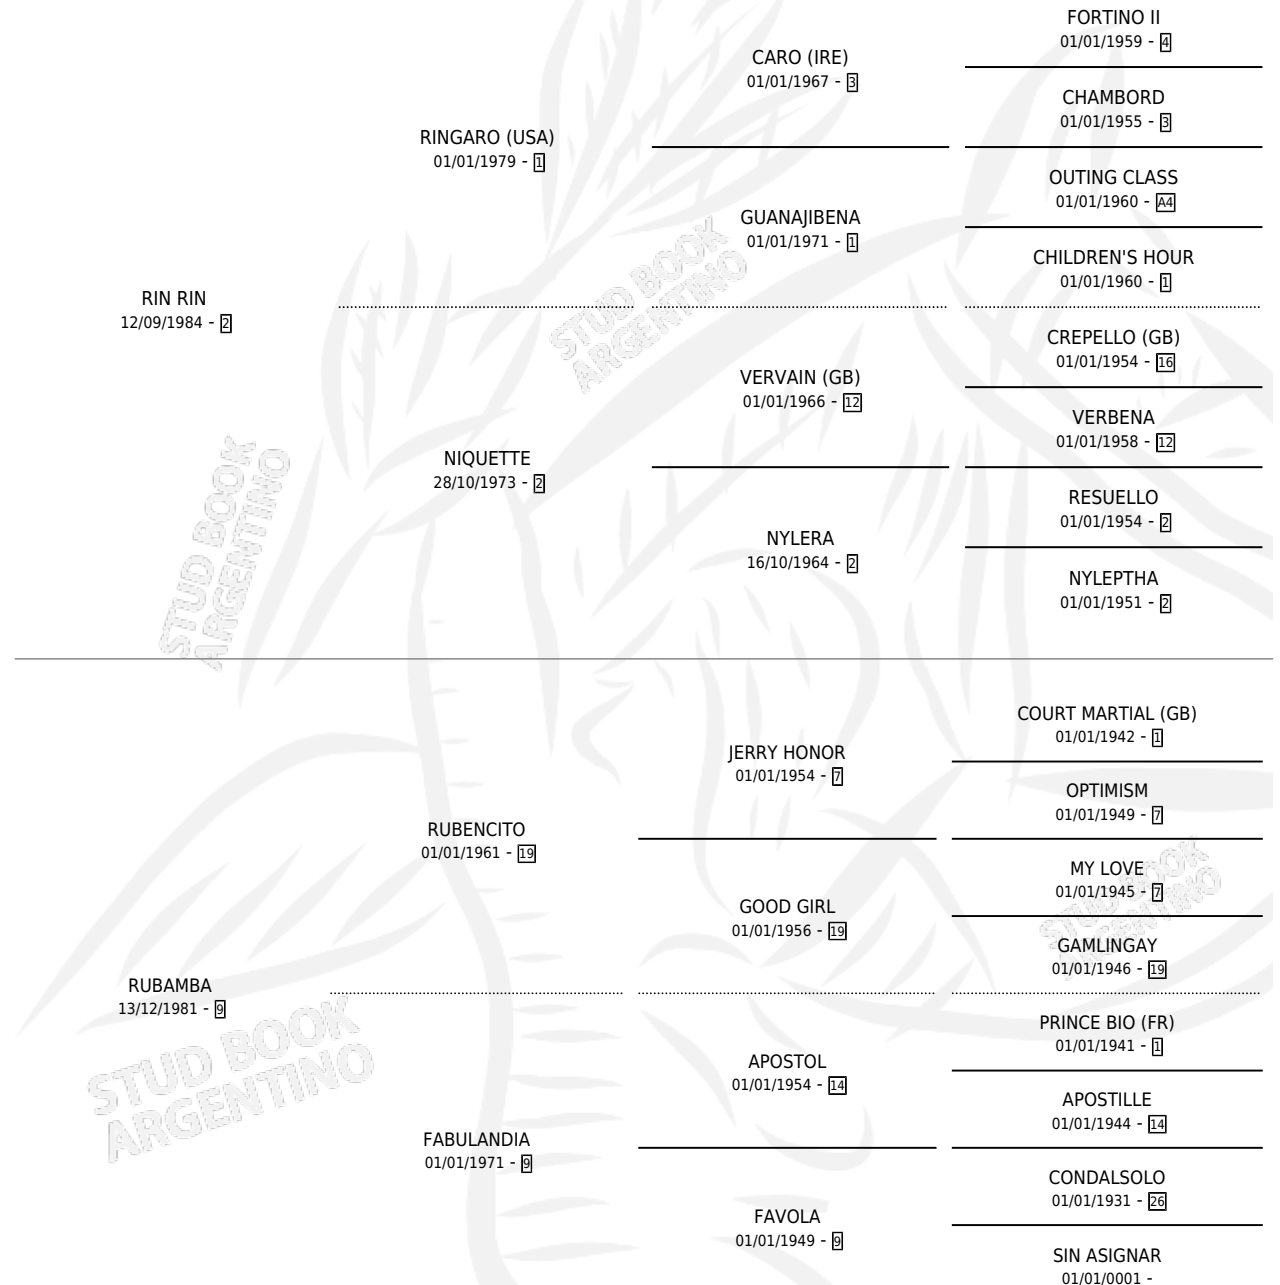 FORTINO II
01/01/1959 - 4
CARO (IRE)
01/01/1967 - 3
CHAMBORD
01/01/1955 - 3
RINGARO (USA)
01/01/1979 - 1
OUTING CLASS
01/01/1960 - A4
GUANAJIBENA
01/01/1971 - 1
CHILDREN'S HOUR
01/01/1960 - 1
RIN RIN
12/09/1984 - 2
CREPELLO (GB)
01/01/1954 - 16
VERVAIN (GB)
01/01/1966 - 12
VERBENA
01/01/1958 - 12
NIQUETTE
28/10/1973 - 2
RESUELLO
01/01/1954 - 2
NYLERA
16/10/1964 - 2
NYLEPTHA
01/01/1951 - 2
COURT MARTIAL (GB)
01/01/1942 - 1
JERRY HONOR
01/01/1954 - 7
OPTIMISM
01/01/1949 - 7
RUBENCITO
01/01/1961 - 19
MY LOVE
01/01/1945 - 7
GOOD GIRL
01/01/1956 - 19
GAMLINGAY
01/01/1946 - 19
RUBAMBA
13/12/1981 - 9
PRINCE BIO (FR)
01/01/1941 - 1
APOSTOL
01/01/1954 - 14
APOSTILLE
01/01/1944 - 14
FABULANDIA
01/01/1971 - 9
CONDALSOLO
01/01/1931 - 26
FAVOLA
01/01/1949 - 9
SIN ASIGNAR
01/01/0001 -
STUD BOOK
ARGENTINO
STUD BOOK
ARGENTINO
STUD BOOK
ARGENTINO
STUD BOOK
ARGENTINO